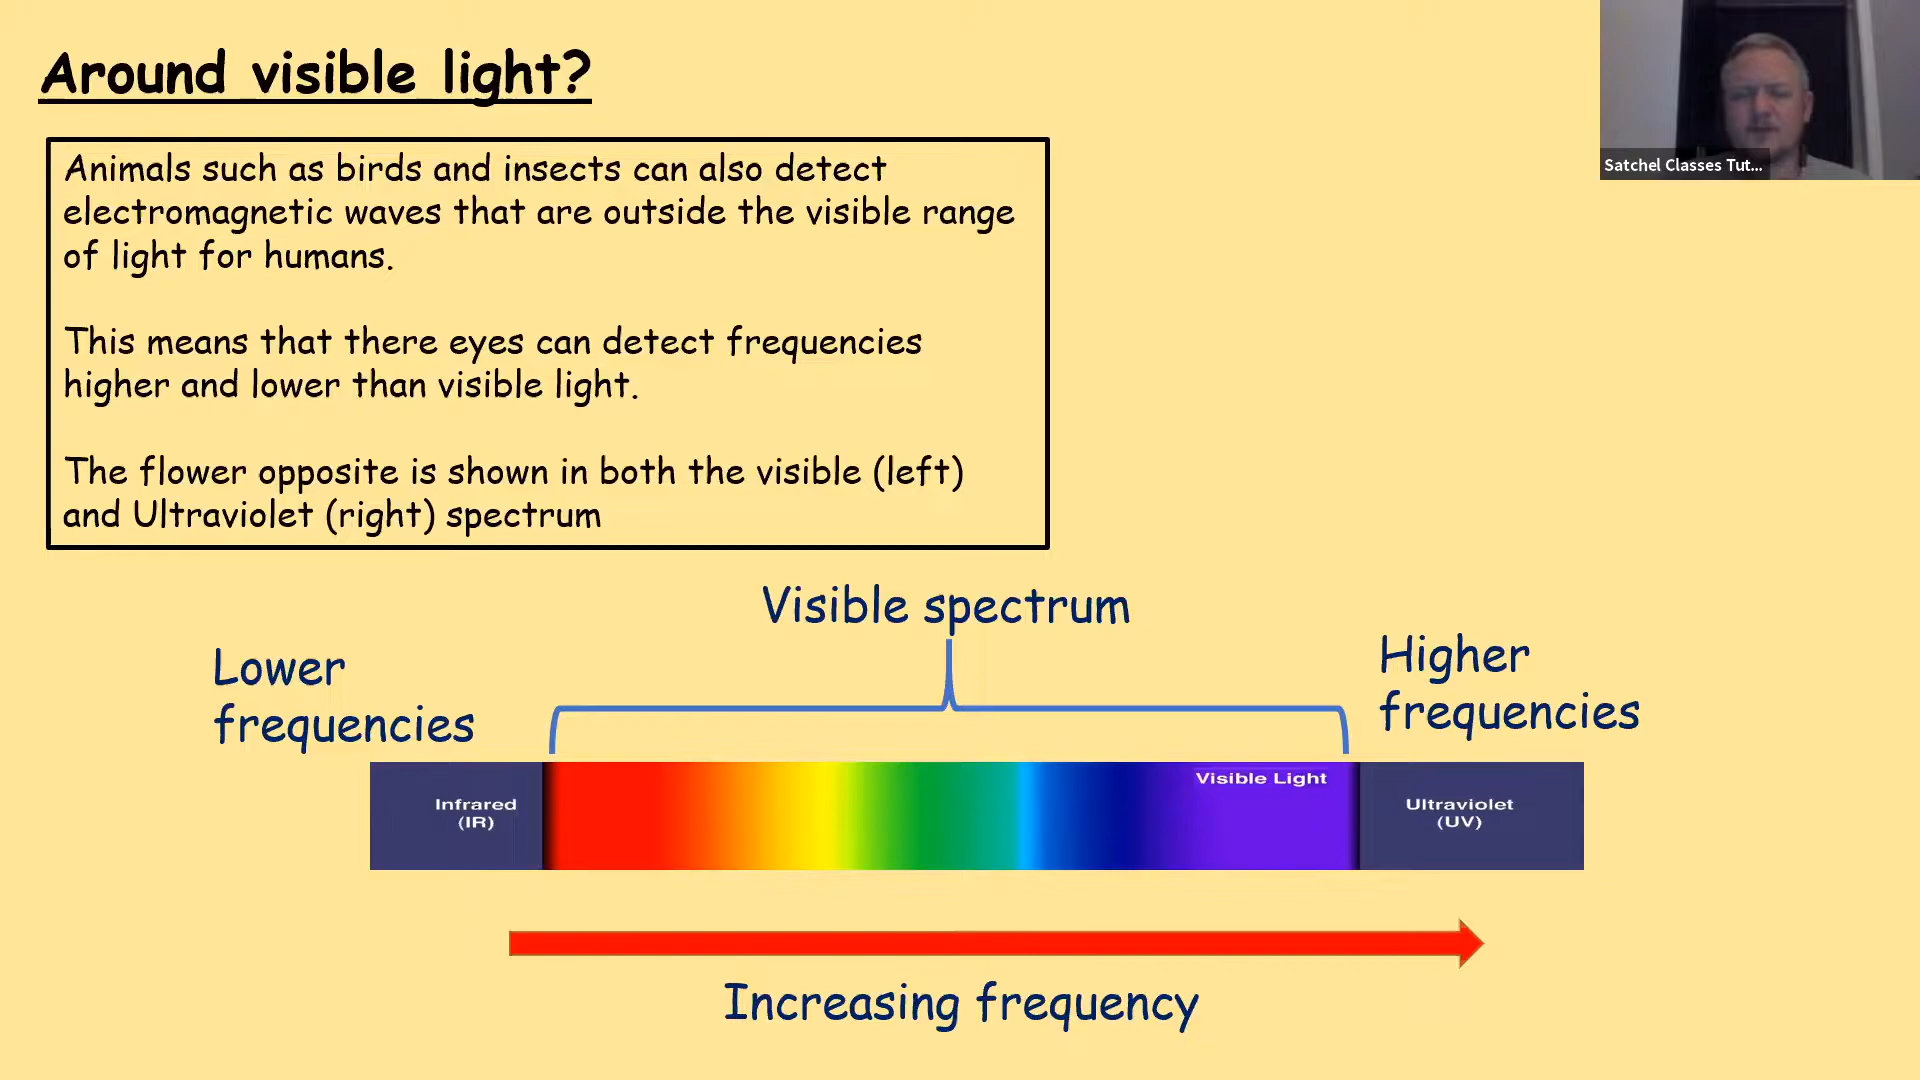 Around visible light?
Satchel Classes Tut...
Animals such as birds and insects can also detect
electromagnetic waves that are outside the visible range
of light for humans.
This means that there eyes can detect frequencies
higher and lower than visible light.
The flower opposite is shown in both the visible (left)
and Ultraviolet (right) spectrum
Visible spectrum
Lower
frequencies
Higher
frequencies
Infrared
(IR)
Visible Light
Ultraviolet
(UV)
Increasing frequency